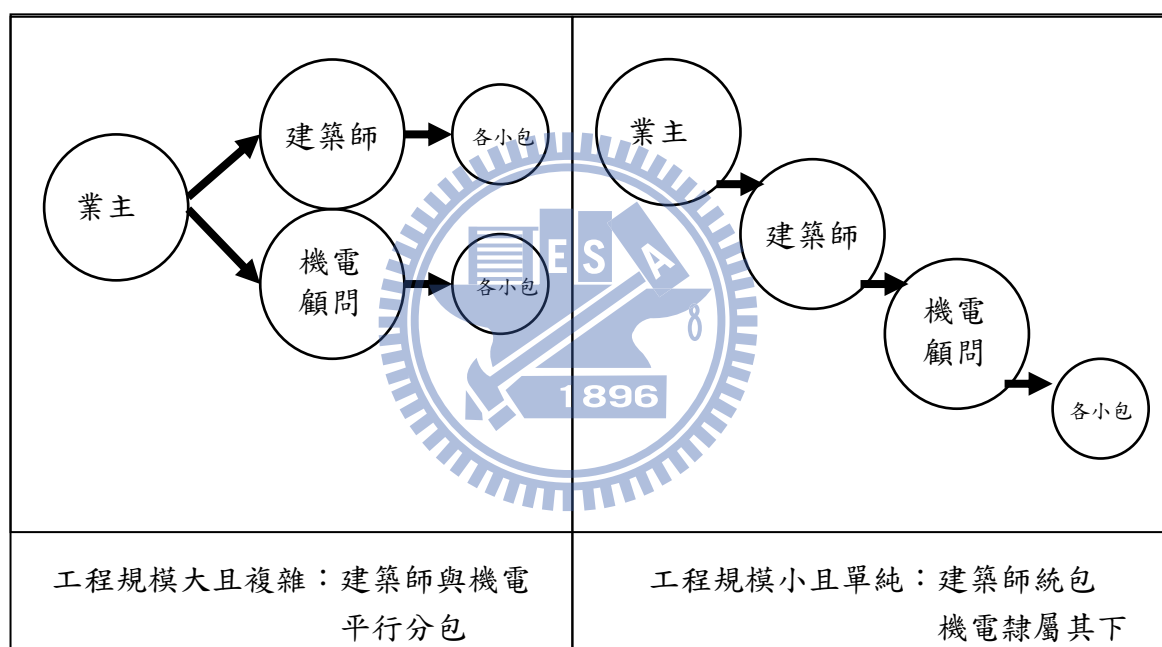 業主
建築師
各小包
機電
顧問
各小包
業主
建築師
機電
顧問
各小包
ESA
8
1896
工程規模大且複雜：建築師與機電
平行分包
工程規模小且單純：建築師統包
機電隸屬其下